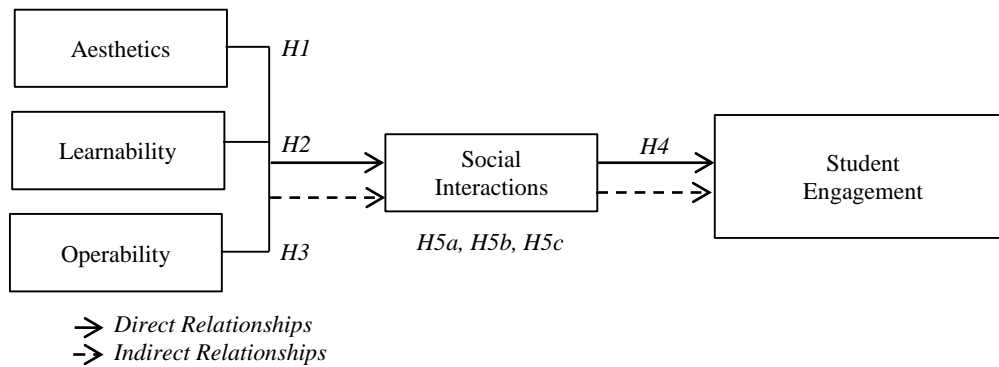 Aesthetics
H1
Learnability
H2
Operability
H3
Social
Interactions
H5a, H5b, H5c
H4
Student
Engagement
Direct Relationships
Indirect Relationships